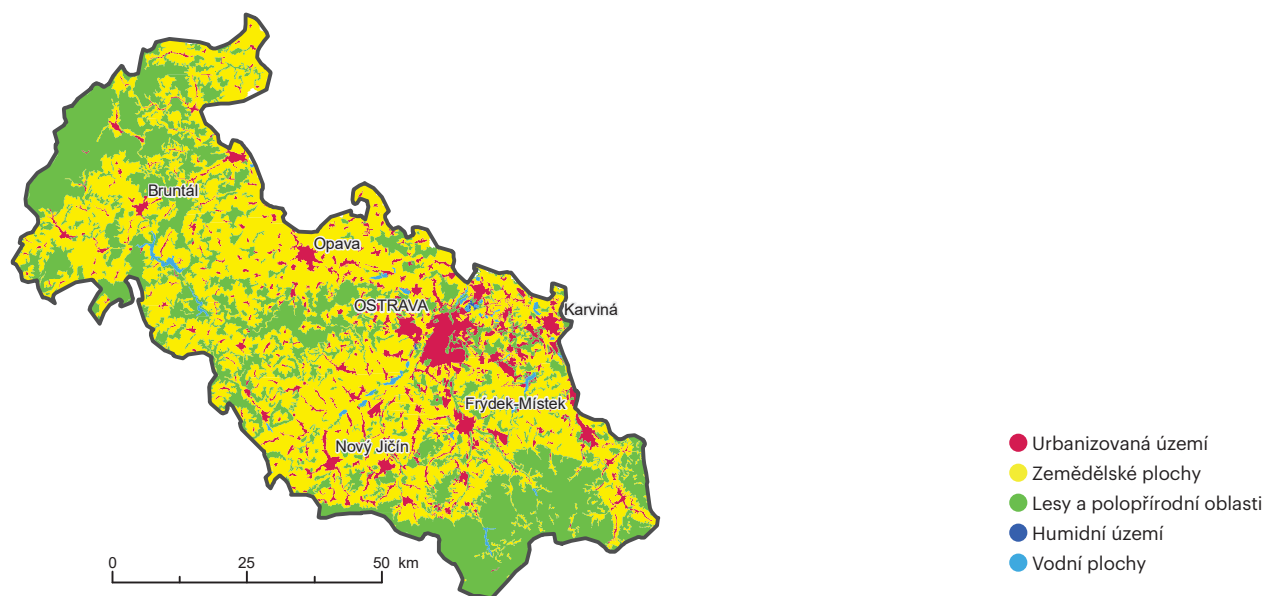 Bruntál
Opava
OSTRAVA
Karviná
Frýdek-Místek
Nový Jičín
0 25 50 km
Urbanizovaná území
Zemědělské plochy
Lesy a polopřírodní oblasti
Humidní území
Vodní plochy